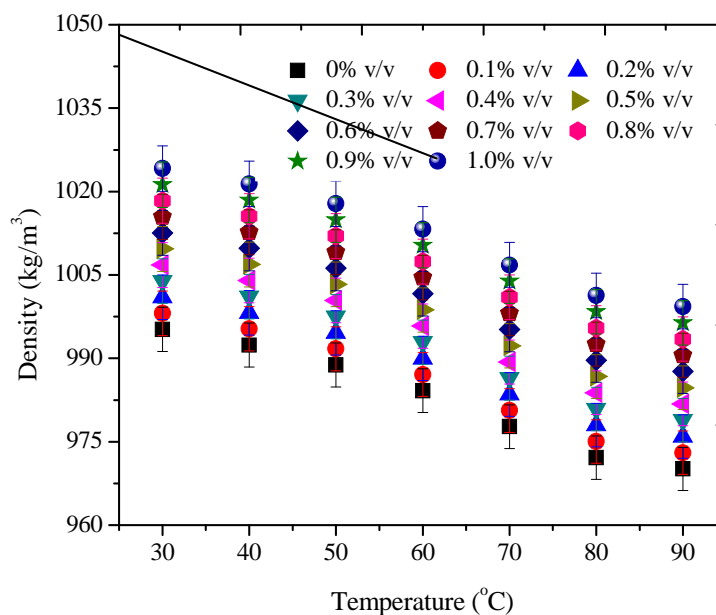 1050
0% v/v 0.1% v/v 0.2% v/v
0.3% v/v 0.4% v/v 0.5% v/v
1035
0.6% v/v 0.7% v/v 0.8% v/v
0.9% v/v 1.0% v/v
1020
1005
990
975
960
Density (kg/m³)
30 40 50 60 70 80 90
Temperature (°C)